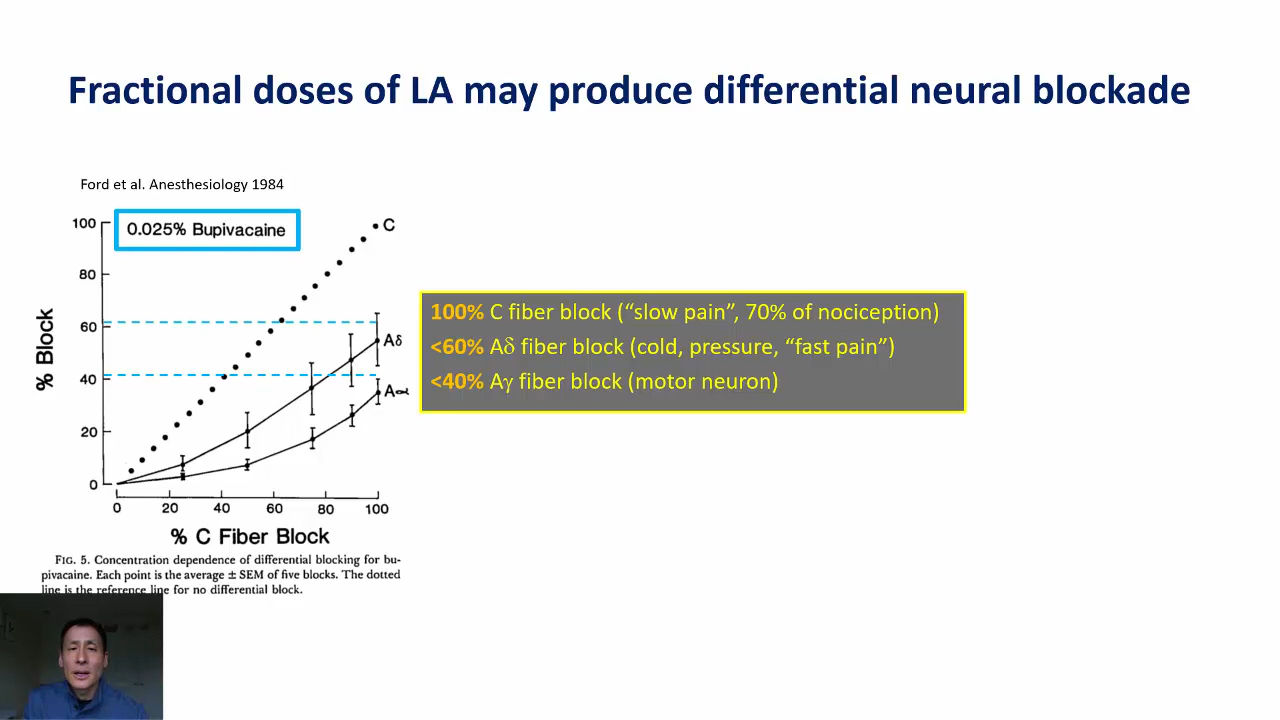 Fractional doses of LA may produce differential neural blockade
Ford et al. Anesthesiology 1984
0.025% Bupivacaine
100
80
60
40
20
0
% Block
C
Aδ
A∝
0 20 40 60 80 100
% C Fiber Block
FIG. 5. Concentration dependence of differential blocking for bu-
pivacaine. Each point is the average ± SEM of five blocks. The dotted
line is the reference line for no differential block.
100% C fiber block (“slow pain”, 70% of nociception)
<60% Aδ fiber block (cold, pressure, “fast pain”)
<40% Aγ fiber block (motor neuron)